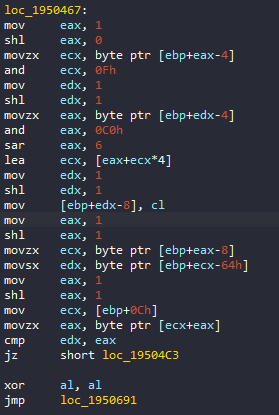 loc_1950467:
mov eax, 1
shl eax, 0
movzx ecx, byte ptr [ebp+eax-4]
and ecx, 0Fh
mov edx, 1
shl edx, 1
movzx eax, byte ptr [ebp+edx-4]
and eax, 0C0h
sar eax, 6
lea ecx, [eax+ecx*4]
mov edx, 1
shl edx, 1
mov [ebp+edx-8], cl
mov eax, 1
shl eax, 1
movzx ecx, byte ptr [ebp+eax-8]
movsx edx, byte ptr [ebp+ecx-64h]
mov eax, 1
shl eax, 1
mov ecx, [ebp+0Ch]
movzx eax, byte ptr [ecx+eax]
cmp edx, eax
jz short loc_19504C3
xor al, al
jmp loc_1950691